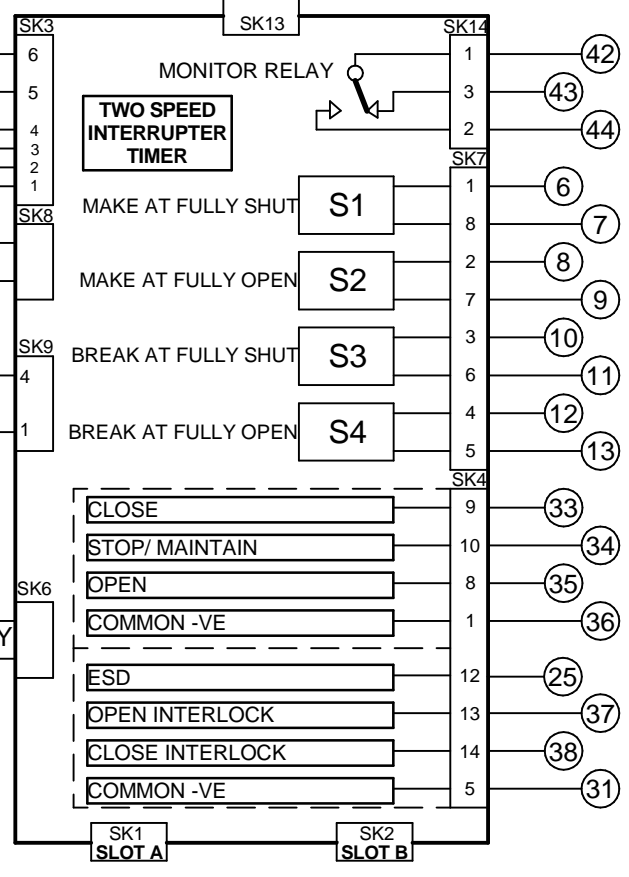 SK3
SK13
SK14
6
MONITOR RELAY
1
42
5
3
43
TWO SPEED
INTERRUPTER
TIMER
4
2
44
3
2
1
SK7
MAKE AT FULLY SHUT
S1
1
6
8
7
SK8
MAKE AT FULLY OPEN
S2
2
8
7
9
SK9
4
BREAK AT FULLY SHUT
S3
3
10
6
11
1
BREAK AT FULLY OPEN
S4
4
12
5
13
SK4
CLOSE
9
33
STOP/ MAINTAIN
10
34
SK6
OPEN
8
35
COMMON -VE
1
36
Y
ESD
12
25
OPEN INTERLOCK
13
37
CLOSE INTERLOCK
14
38
COMMON -VE
5
31
SK1
SLOT A
SK2
SLOT B